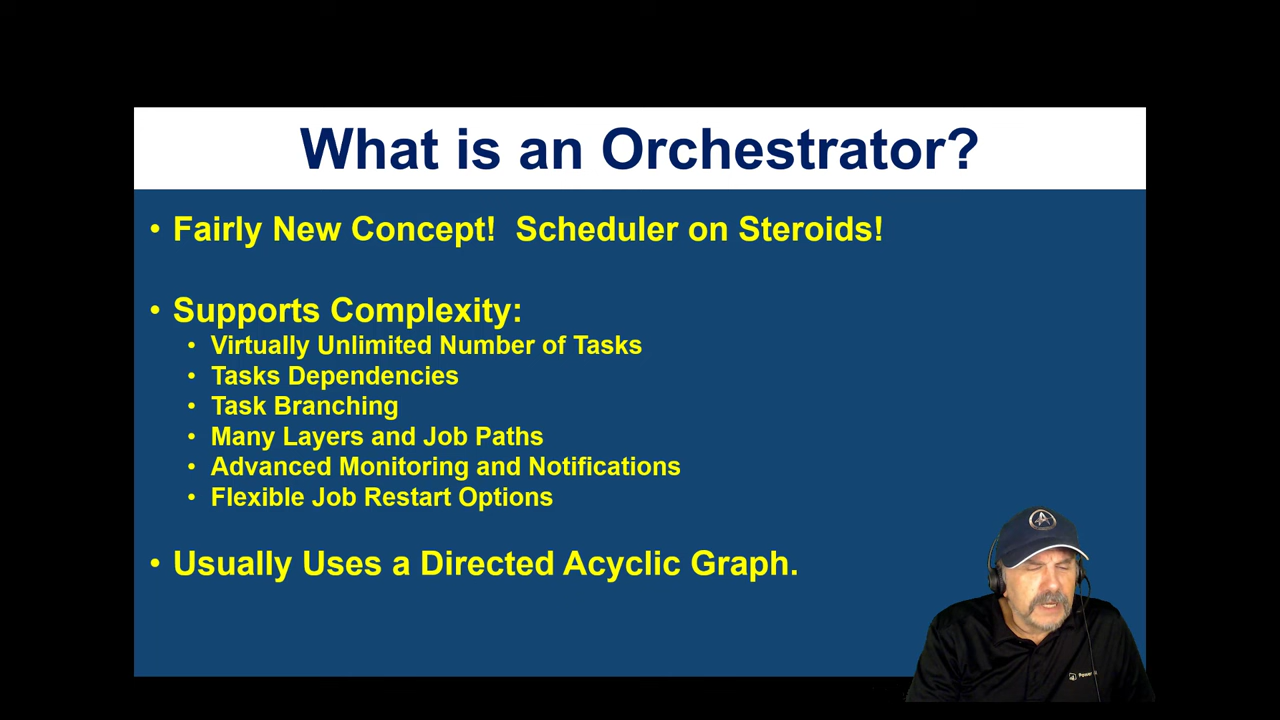 What is an Orchestrator?
• Fairly New Concept!  Scheduler on Steroids!
• Supports Complexity:
• Virtually Unlimited Number of Tasks
• Tasks Dependencies
• Task Branching
• Many Layers and Job Paths
• Advanced Monitoring and Notifications
• Flexible Job Restart Options
• Usually Uses a Directed Acyclic Graph.